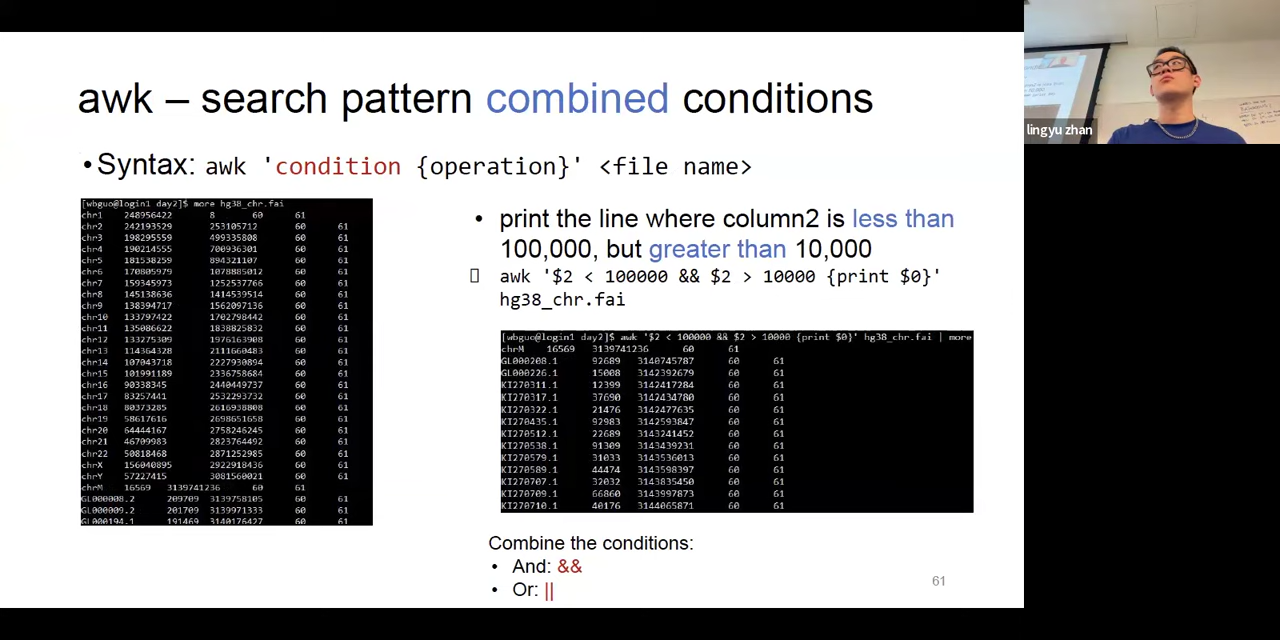 awk – search pattern combined conditions
•Syntax: awk 'condition {operation}' <file name>
[wbguo@login1 day2]$ more hg38_chr.fai
chr1 248956422 8 60 61
chr2 242193529 253105712 60 61
chr3 198295559 499335808 60 61
chr4 190214555 700936301 60 61
chr5 181538259 894321107 60 61
chr6 170805979 1078885012 60 61
chr7 159345973 1252537766 60 61
chr8 145138636 1414539514 60 61
chr9 138394717 1562097136 60 61
chr10 133797422 1702798442 60 61
chr11 135086622 1838825832 60 61
chr12 133275309 1976163908 60 61
chr13 114364328 2111660483 60 61
chr14 107043718 2227930894 60 61
chr15 101991189 2336758684 60 61
chr16 90338345 2440449737 60 61
chr17 83257441 2532293732 60 61
chr18 80373285 2616938808 60 61
chr19 58617616 2698651658 60 61
chr20 64444167 2758246245 60 61
chr21 46709983 2823764492 60 61
chr22 50818468 2871252985 60 61
chrX 156040895 2922918436 60 61
chrY 57227415 3081560021 60 61
chrM 16569 3139741236 60 61
GL000008.2 209709 3139758105 60 61
GL000009.2 201709 3139971333 60 61
GL000194.1 191469 3140176427 60 61
• print the line where column2 is less than
100,000, but greater than 10,000
awk '$2 < 100000 && $2 > 10000 {print $0}'
hg38_chr.fai
[wbguo@login1 day2]$ awk '$2 < 100000 && $2 > 10000 {print $0}' hg38_chr.fai | more
chrM 16569 3139741236 60 61
GL000208.1 92689 3140745787 60 61
GL000226.1 15008 3142392679 60 61
KI270311.1 12399 3142417284 60 61
KI270317.1 37690 3142434780 60 61
KI270322.1 21476 3142477635 60 61
KI270435.1 92983 3142593847 60 61
KI270512.1 22689 3143241452 60 61
KI270538.1 91309 3143439231 60 61
KI270579.1 31033 3143536013 60 61
KI270589.1 44474 3143598397 60 61
KI270707.1 32032 3143835450 60 61
KI270709.1 66860 3143997873 60 61
KI270710.1 40176 3144065871 60 61
Combine the conditions:
• And: &&
• Or: ||
61
lingyu zhan